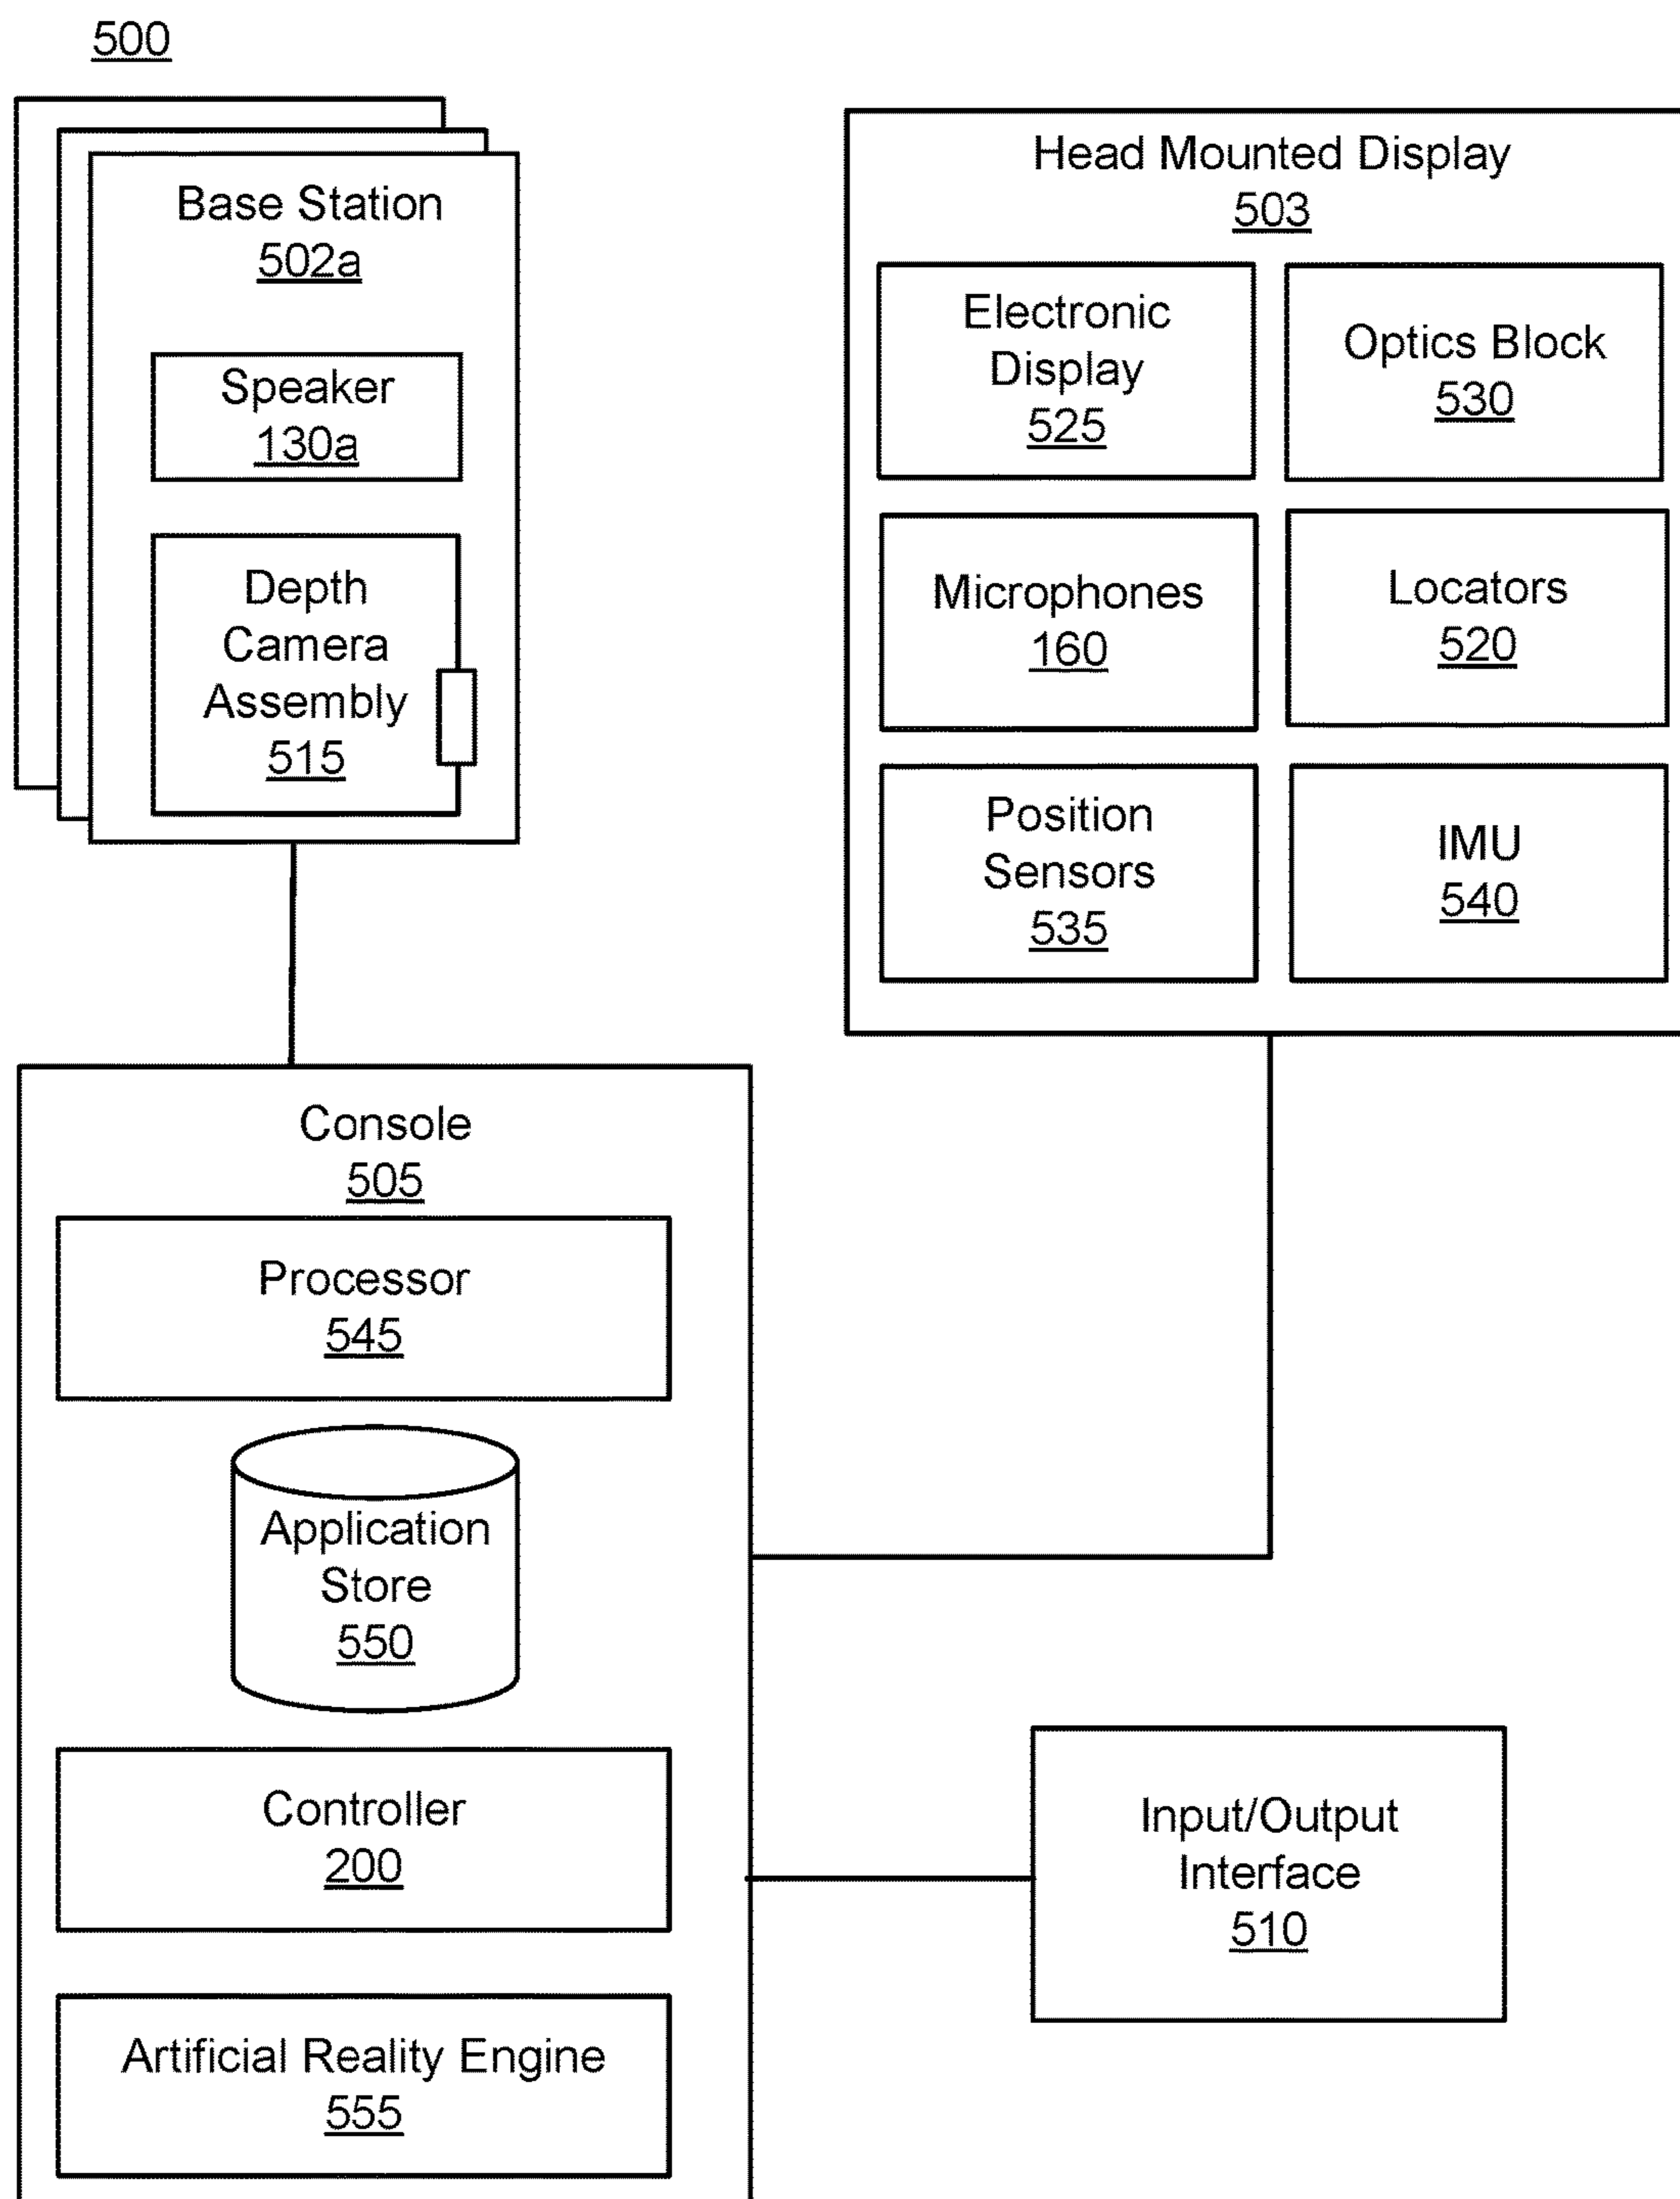 500
Base Station
502a
Speaker
130a
Depth
Camera
Assembly
515
Head Mounted Display
503
Electronic
Display
525
Optics Block
530
Microphones
160
Locators
520
Position
Sensors
535
IMU
540
Console
505
Processor
545
Application
Store
550
Controller
200
Artificial Reality Engine
555
Input/Output
Interface
510